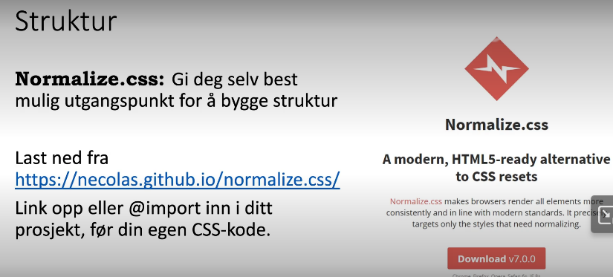 Struktur
Normalize.css: Gi deg selv best
mulig utgangspunkt for å bygge struktur
Last ned fra
https://necolas.github.io/normalize.css/
Link opp eller @import inn i ditt
prosjekt, før din egen CSS-kode.
Normalize.css
A modern, HTML5-ready alternative
to CSS resets
Normalize.css makes browsers render all elements more
consistently and in line with modern standards. It
targets only the styles that need normalizing.
Download v7.0.0